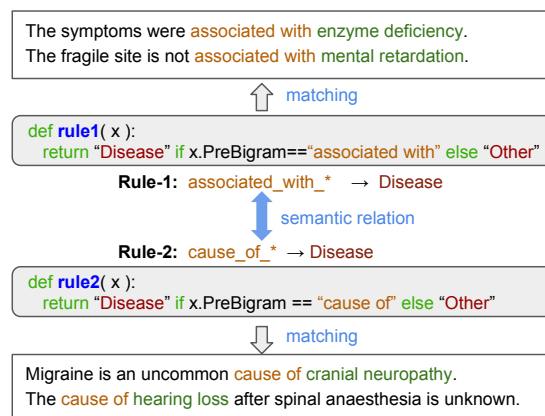 The symptoms were associated with enzyme deficiency.
The fragile site is not associated with mental retardation.
matching
def rule1( x ):
return “Disease” if x.PreBigram==“associated with” else “Other”
Rule-1: associated_with_* → Disease
semantic relation
Rule-2: cause_of_* → Disease
def rule2( x ):
return “Disease” if x.PreBigram == “cause of” else “Other”
matching
Migraine is an uncommon cause of cranial neuropathy.
The cause of hearing loss after spinal anaesthesia is unknown.